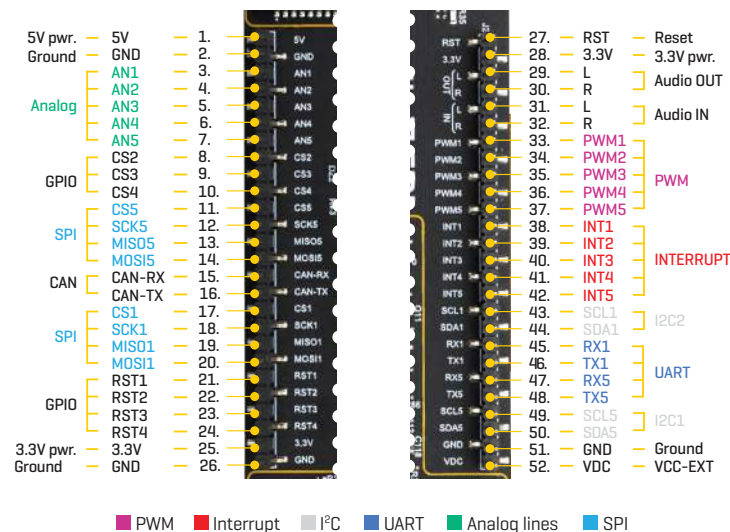 5V pwr. 5V 1. 5V
Ground GND 2. GND
Analog
AN1 3. AN1
AN2 4. AN2
AN3 5. AN3
AN4 6. AN4
AN5 7. AN5
GPIO
CS2 8. CS2
CS3 9. CS3
CS4 10. CS4
SPI
CS5 11. CS5
SCK5 12. SCK5
MISO5 13. MISO5
MOSI5 14. MOSI5
CAN
CAN-RX 15. CAN-RX
CAN-TX 16. CAN-TX
SPI
CS1 17. CS1
SCK1 18. SCK1
MISO1 19. MISO1
MOSI1 20. MOSI1
GPIO
RST1 21. RST1
RST2 22. RST2
RST3 23. RST3
RST4 24. RST4
3.3V pwr. 3.3V 25. 3.3V
Ground GND 26. GND
RST 27. RST Reset
3.3V 28. 3.3V 3.3V pwr.
OUT
L 29. L
R 30. R
Audio OUT
IN
L 31. L
R 32. R
Audio IN
PWM1 33. PWM1
PWM2 34. PWM2
PWM3 35. PWM3
PWM4 36. PWM4
PWM5 37. PWM5
PWM
INT1 38. INT1
INT2 39. INT2
INT3 40. INT3
INT4 41. INT4
INT5 42. INT5
INTERRUPT
SCL1 43. SCL1
SDA1 44. SDA1
I2C2
RX1 45. RX1
TX1 46. TX1
RX5 47. RX5
TX5 48. TX5
UART
SCL5 49. SCL5
SDA5 50. SDA5
I2C1
GND 51. GND Ground
VDC 52. VDC VCC-EXT
PWM Interrupt I²C UART Analog lines SPI